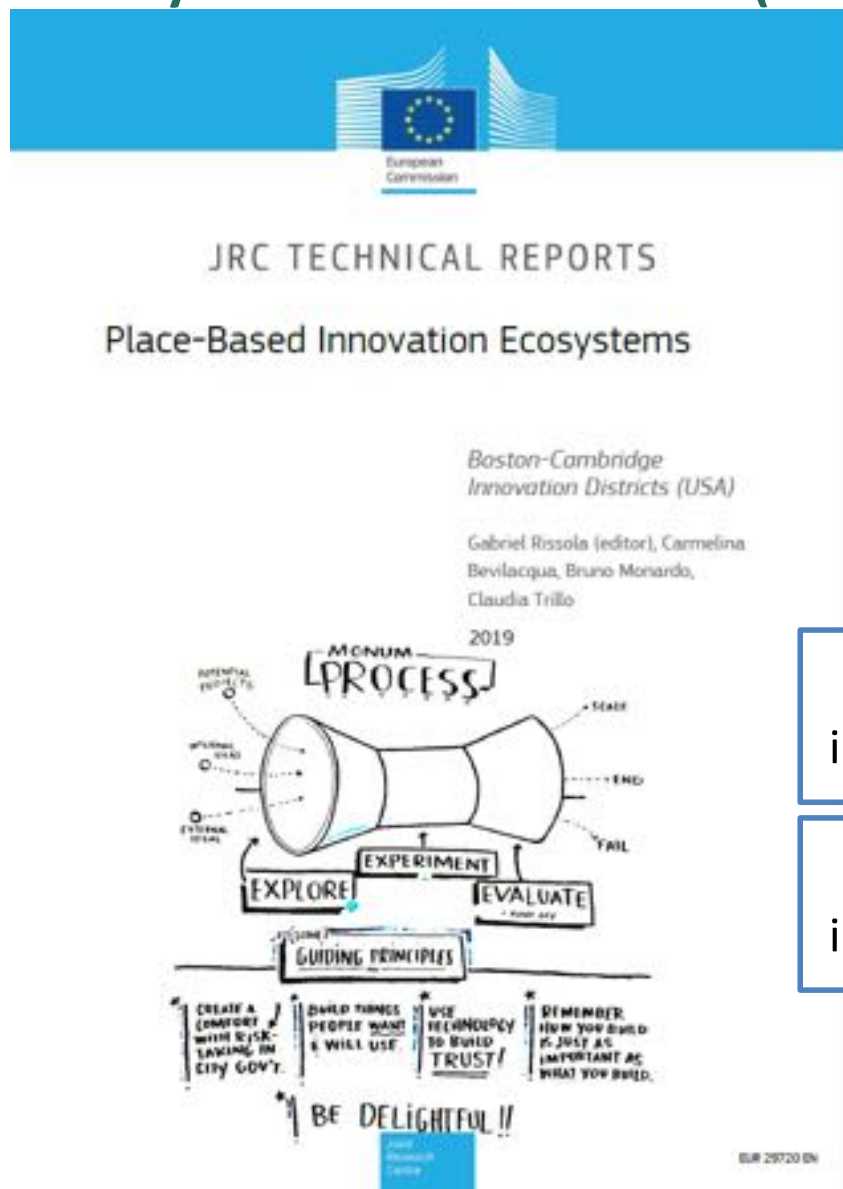 European
Commission
JRC TECHNICAL REPORTS
Place-Based Innovation Ecosystems
Boston-Cambridge
Innovation Districts (USA)
Gabriel Rissola (editor), Carmelina
Bevilacqua, Bruno Monardo,
Claudia Trillo
2019
MONUM
PROCESS
POTENTIAL
PROJECTS
EXTERNAL
IDEAS
SCALE
END
FAIL
EXPLORE
EXPERIMENT
EVALUATE
GUIDING PRINCIPLES
* CREATE A
COMFORT
WITH RISK-
TAKING IN
CITY GOV'T.
* BUILD THINGS
PEOPLE WANT
& WILL USE.
* USE
TECHNOLOGY
TO BUILD
TRUST!
* REMEMBER
HOW YOU BUILD
IS JUST AS
IMPORTANT AS
WHAT YOU BUILD.
* BE DELIGHTFUL!!
Joint
Research
Centre
EUR 29720 EN
i
i